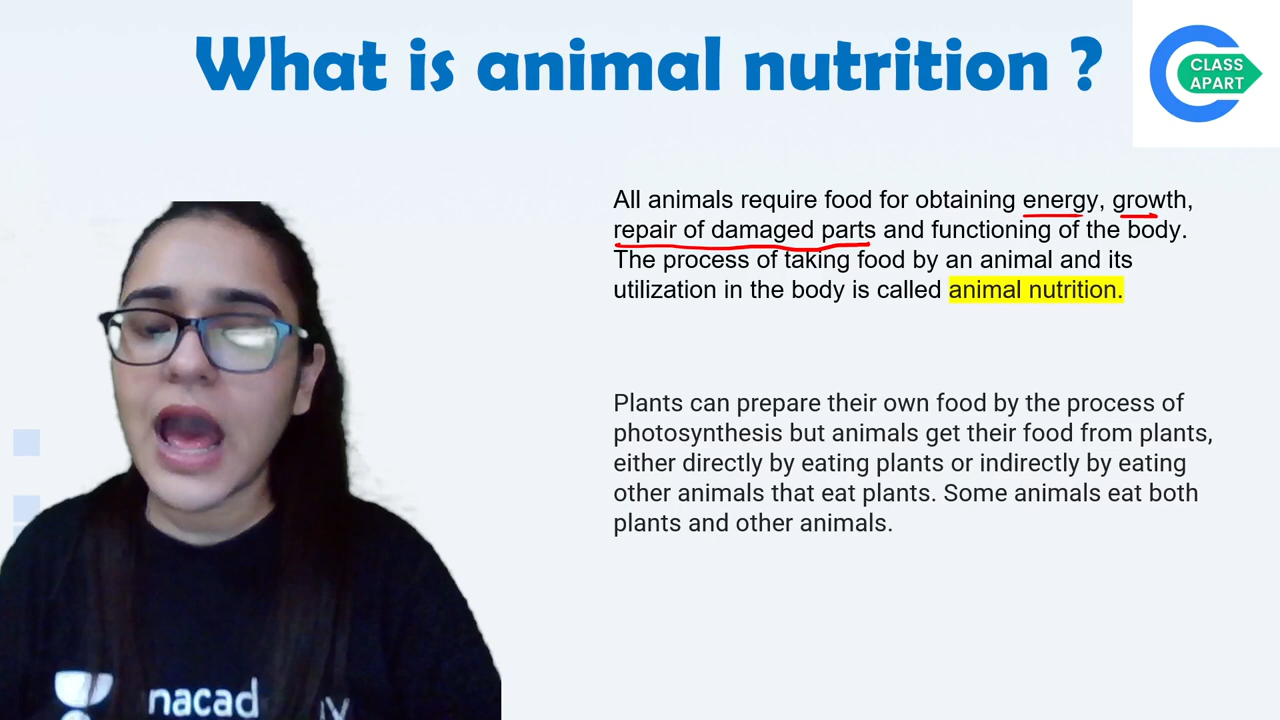 What is animal nutrition ?
CLASS
APART
All animals require food for obtaining energy, growth,
repair of damaged parts and functioning of the body.
The process of taking food by an animal and its
utilization in the body is called animal nutrition.
Plants can prepare their own food by the process of
photosynthesis but animals get their food from plants,
either directly by eating plants or indirectly by eating
other animals that eat plants. Some animals eat both
plants and other animals.
nacad